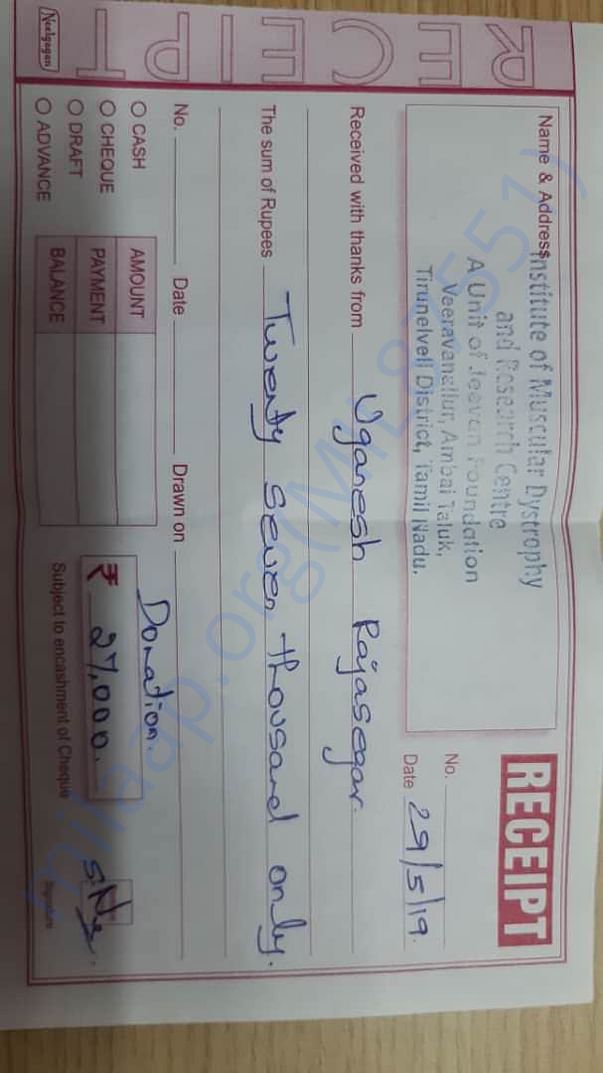 RECEIPT
Neelgagan
RECEIPT
Name & Address
Institute of Muscular Dystrophy
and Research Centre
A Unit of Jeevan Foundation
Veeravanallur, Ambai Taluk,
Tirunelveli District, Tamil Nadu.
No.
Date 29/5/19.
Received with thanks from Vganesh Rajasegar.
The sum of Rupees Twenty Seven thousand only.
No. Date Drawn on
Donation.
CASH
CHEQUE
DRAFT
ADVANCE
AMOUNT
PAYMENT
BALANCE
₹ 27,000.
Subject to encashment of Cheque
Signature